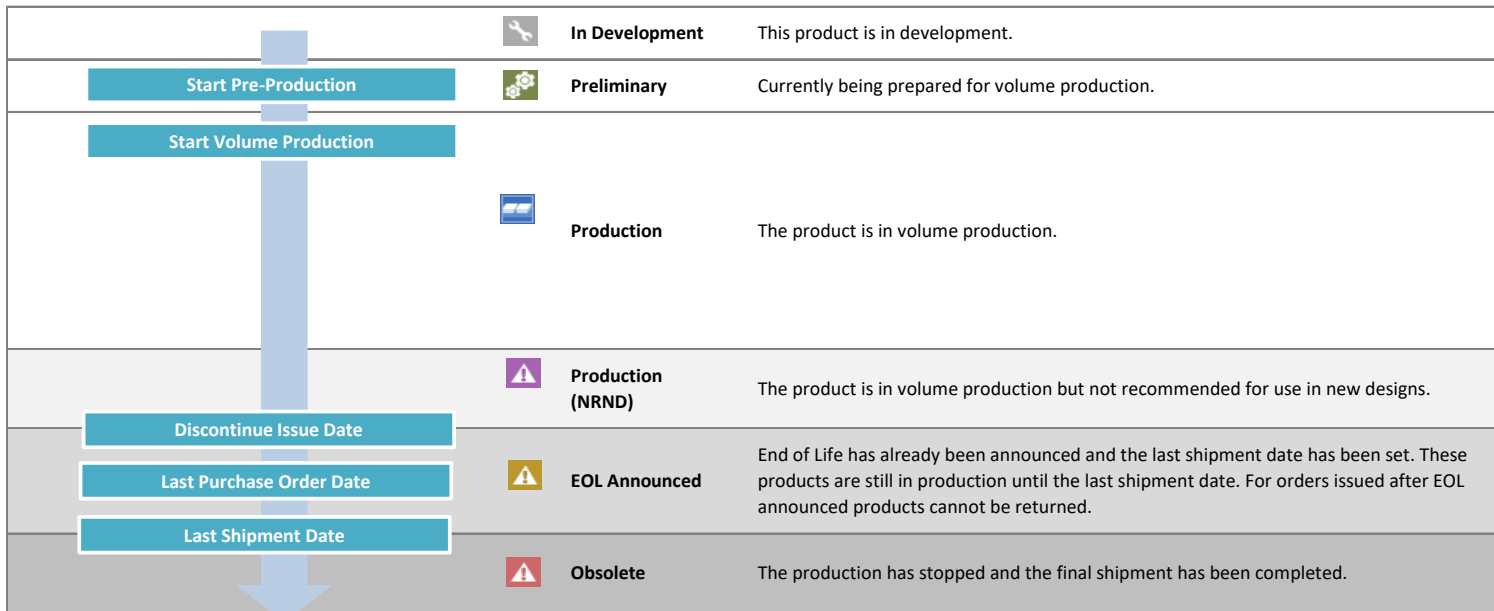 In Development This product is in development.
Start Pre-Production Preliminary Currently being prepared for volume production.
Start Volume Production
Production The product is in volume production.
Production
(NRND)
The product is in volume production but not recommended for use in new designs.
Discontinue Issue Date
Last Purchase Order Date
EOL Announced
End of Life has already been announced and the last shipment date has been set. These
products are still in production until the last shipment date. For orders issued after EOL
announced products cannot be returned.
Last Shipment Date
Obsolete The production has stopped and the final shipment has been completed.